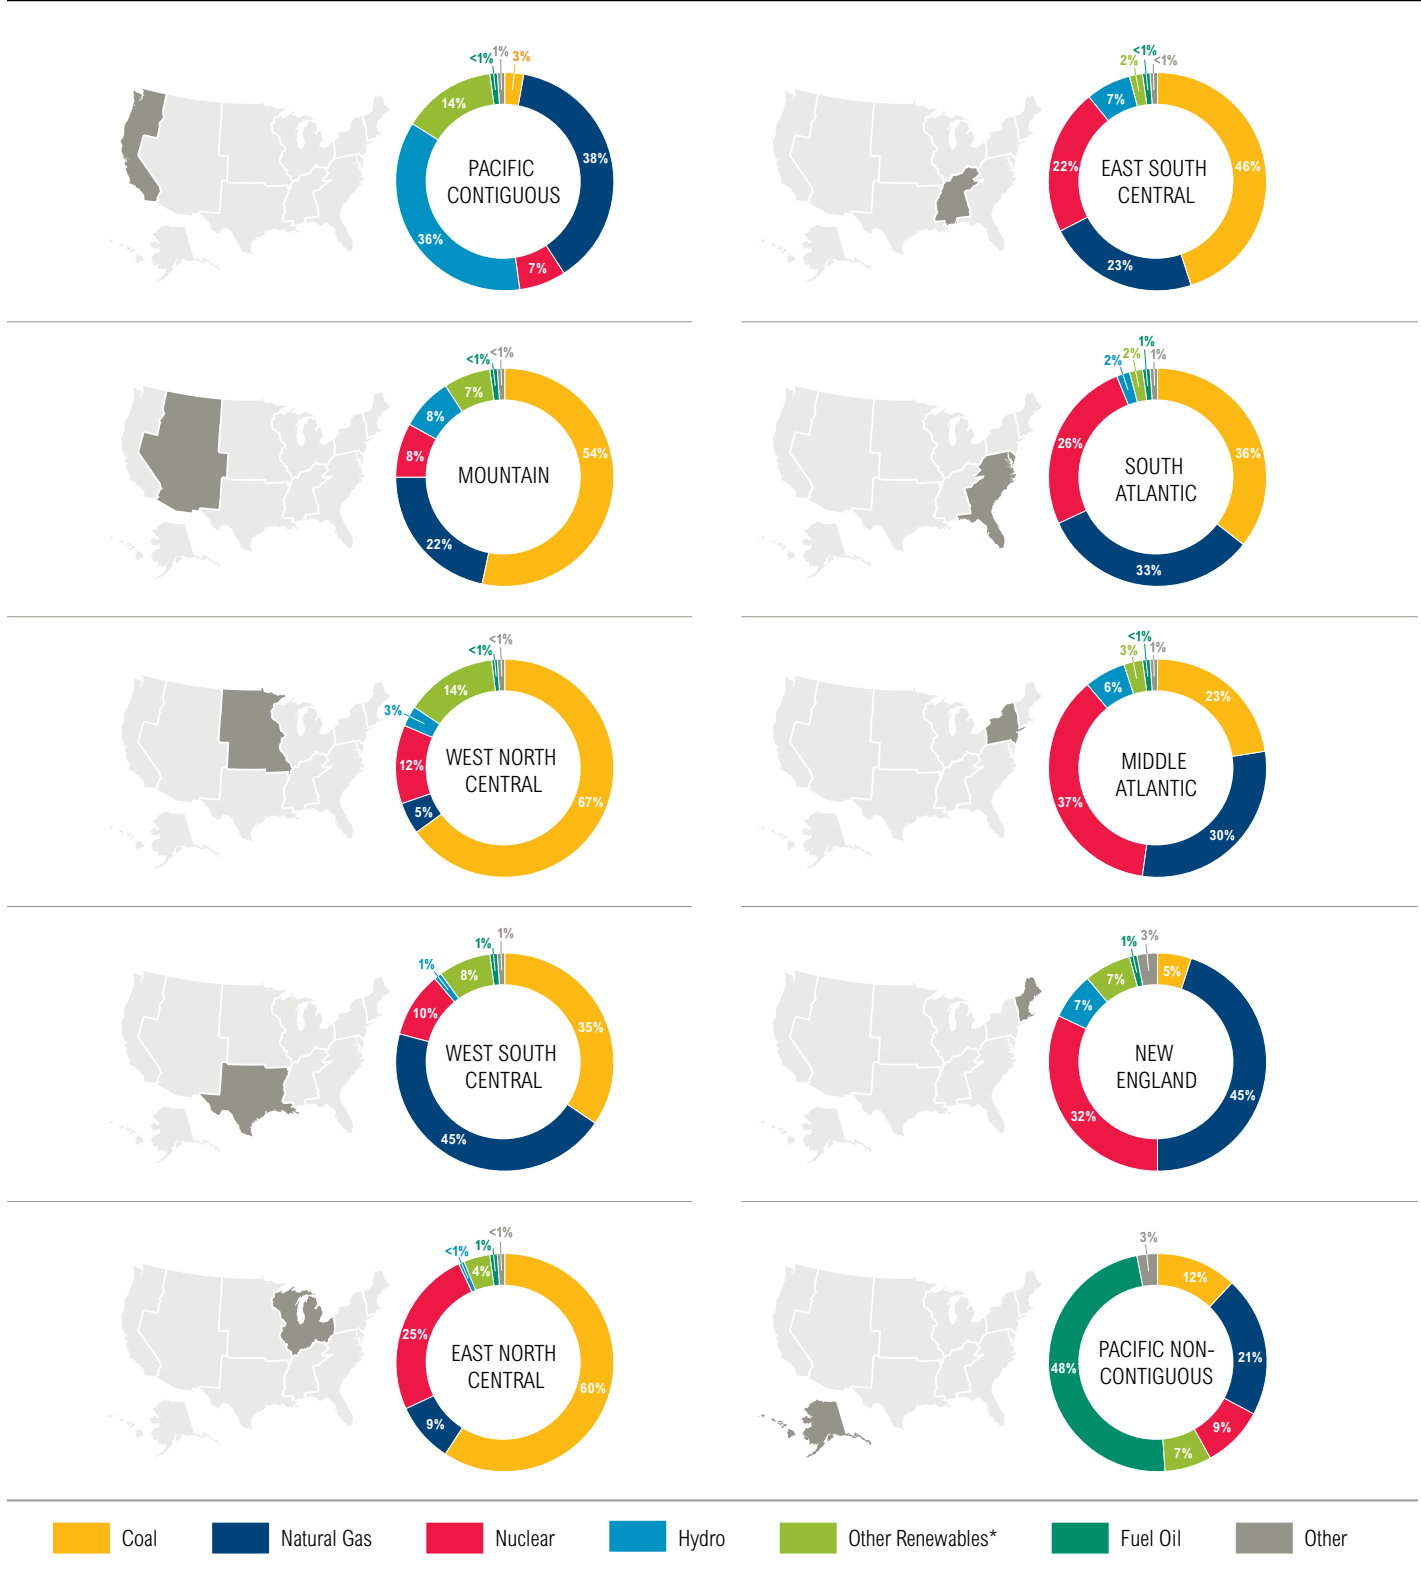 <1%
1%
3%
14%
38%
PACIFIC
CONTIGUOUS
36%
7%
2%
<1%
<1%
7%
22%
46%
EAST SOUTH
CENTRAL
23%
<1%
<1%
7%
8%
8%
54%
MOUNTAIN
22%
2%
2%
1%
1%
26%
36%
SOUTH
ATLANTIC
33%
<1%
<1%
14%
3%
12%
WEST NORTH
CENTRAL
5%
67%
3%
<1%
1%
6%
23%
MIDDLE
ATLANTIC
37%
30%
1%
1%
1%
8%
10%
35%
WEST SOUTH
CENTRAL
45%
1%
3%
7%
7%
5%
NEW
ENGLAND
32%
45%
<1%
1%
<1%
4%
25%
EAST NORTH
CENTRAL
9%
60%
3%
12%
PACIFIC NON-
CONTIGUOUS
48%
21%
9%
7%
Coal
Natural Gas
Nuclear
Hydro
Other Renewables*
Fuel Oil
Other